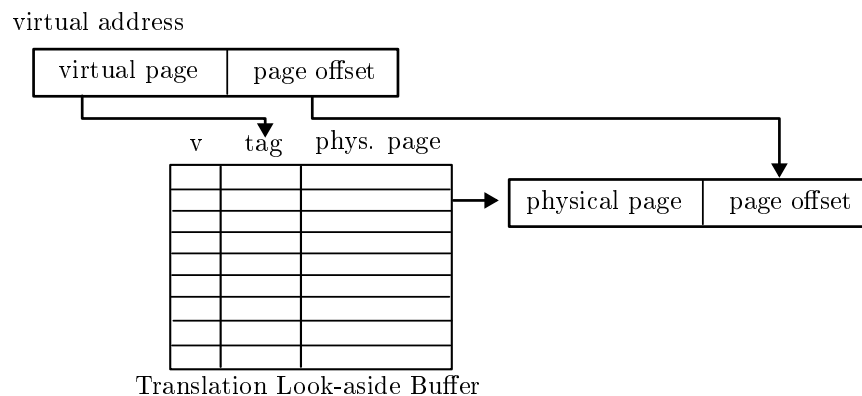 virtual address
virtual page
page offset
v
tag
phys. page
physical page
page offset
Translation Look-aside Buffer